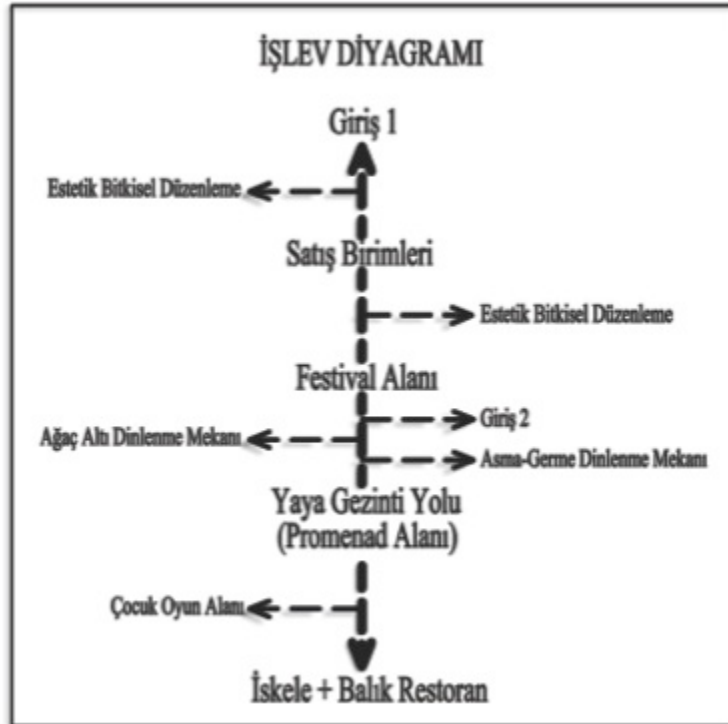 İŞLEV DİYAGRAMI
Giriş 1
Estetik Bitkisel Düzenleme
Satış Birimleri
Estetik Bitkisel Düzenleme
Festival Alanı
Giriş 2
Ağaç Altı Dinlenme Mekanı
Asma-Germe Dinlenme Mekanı
Yaya Gezinti Yolu
(Promenad Alanı)
Çocuk Oyun Alanı
İskele + Balık Restoran